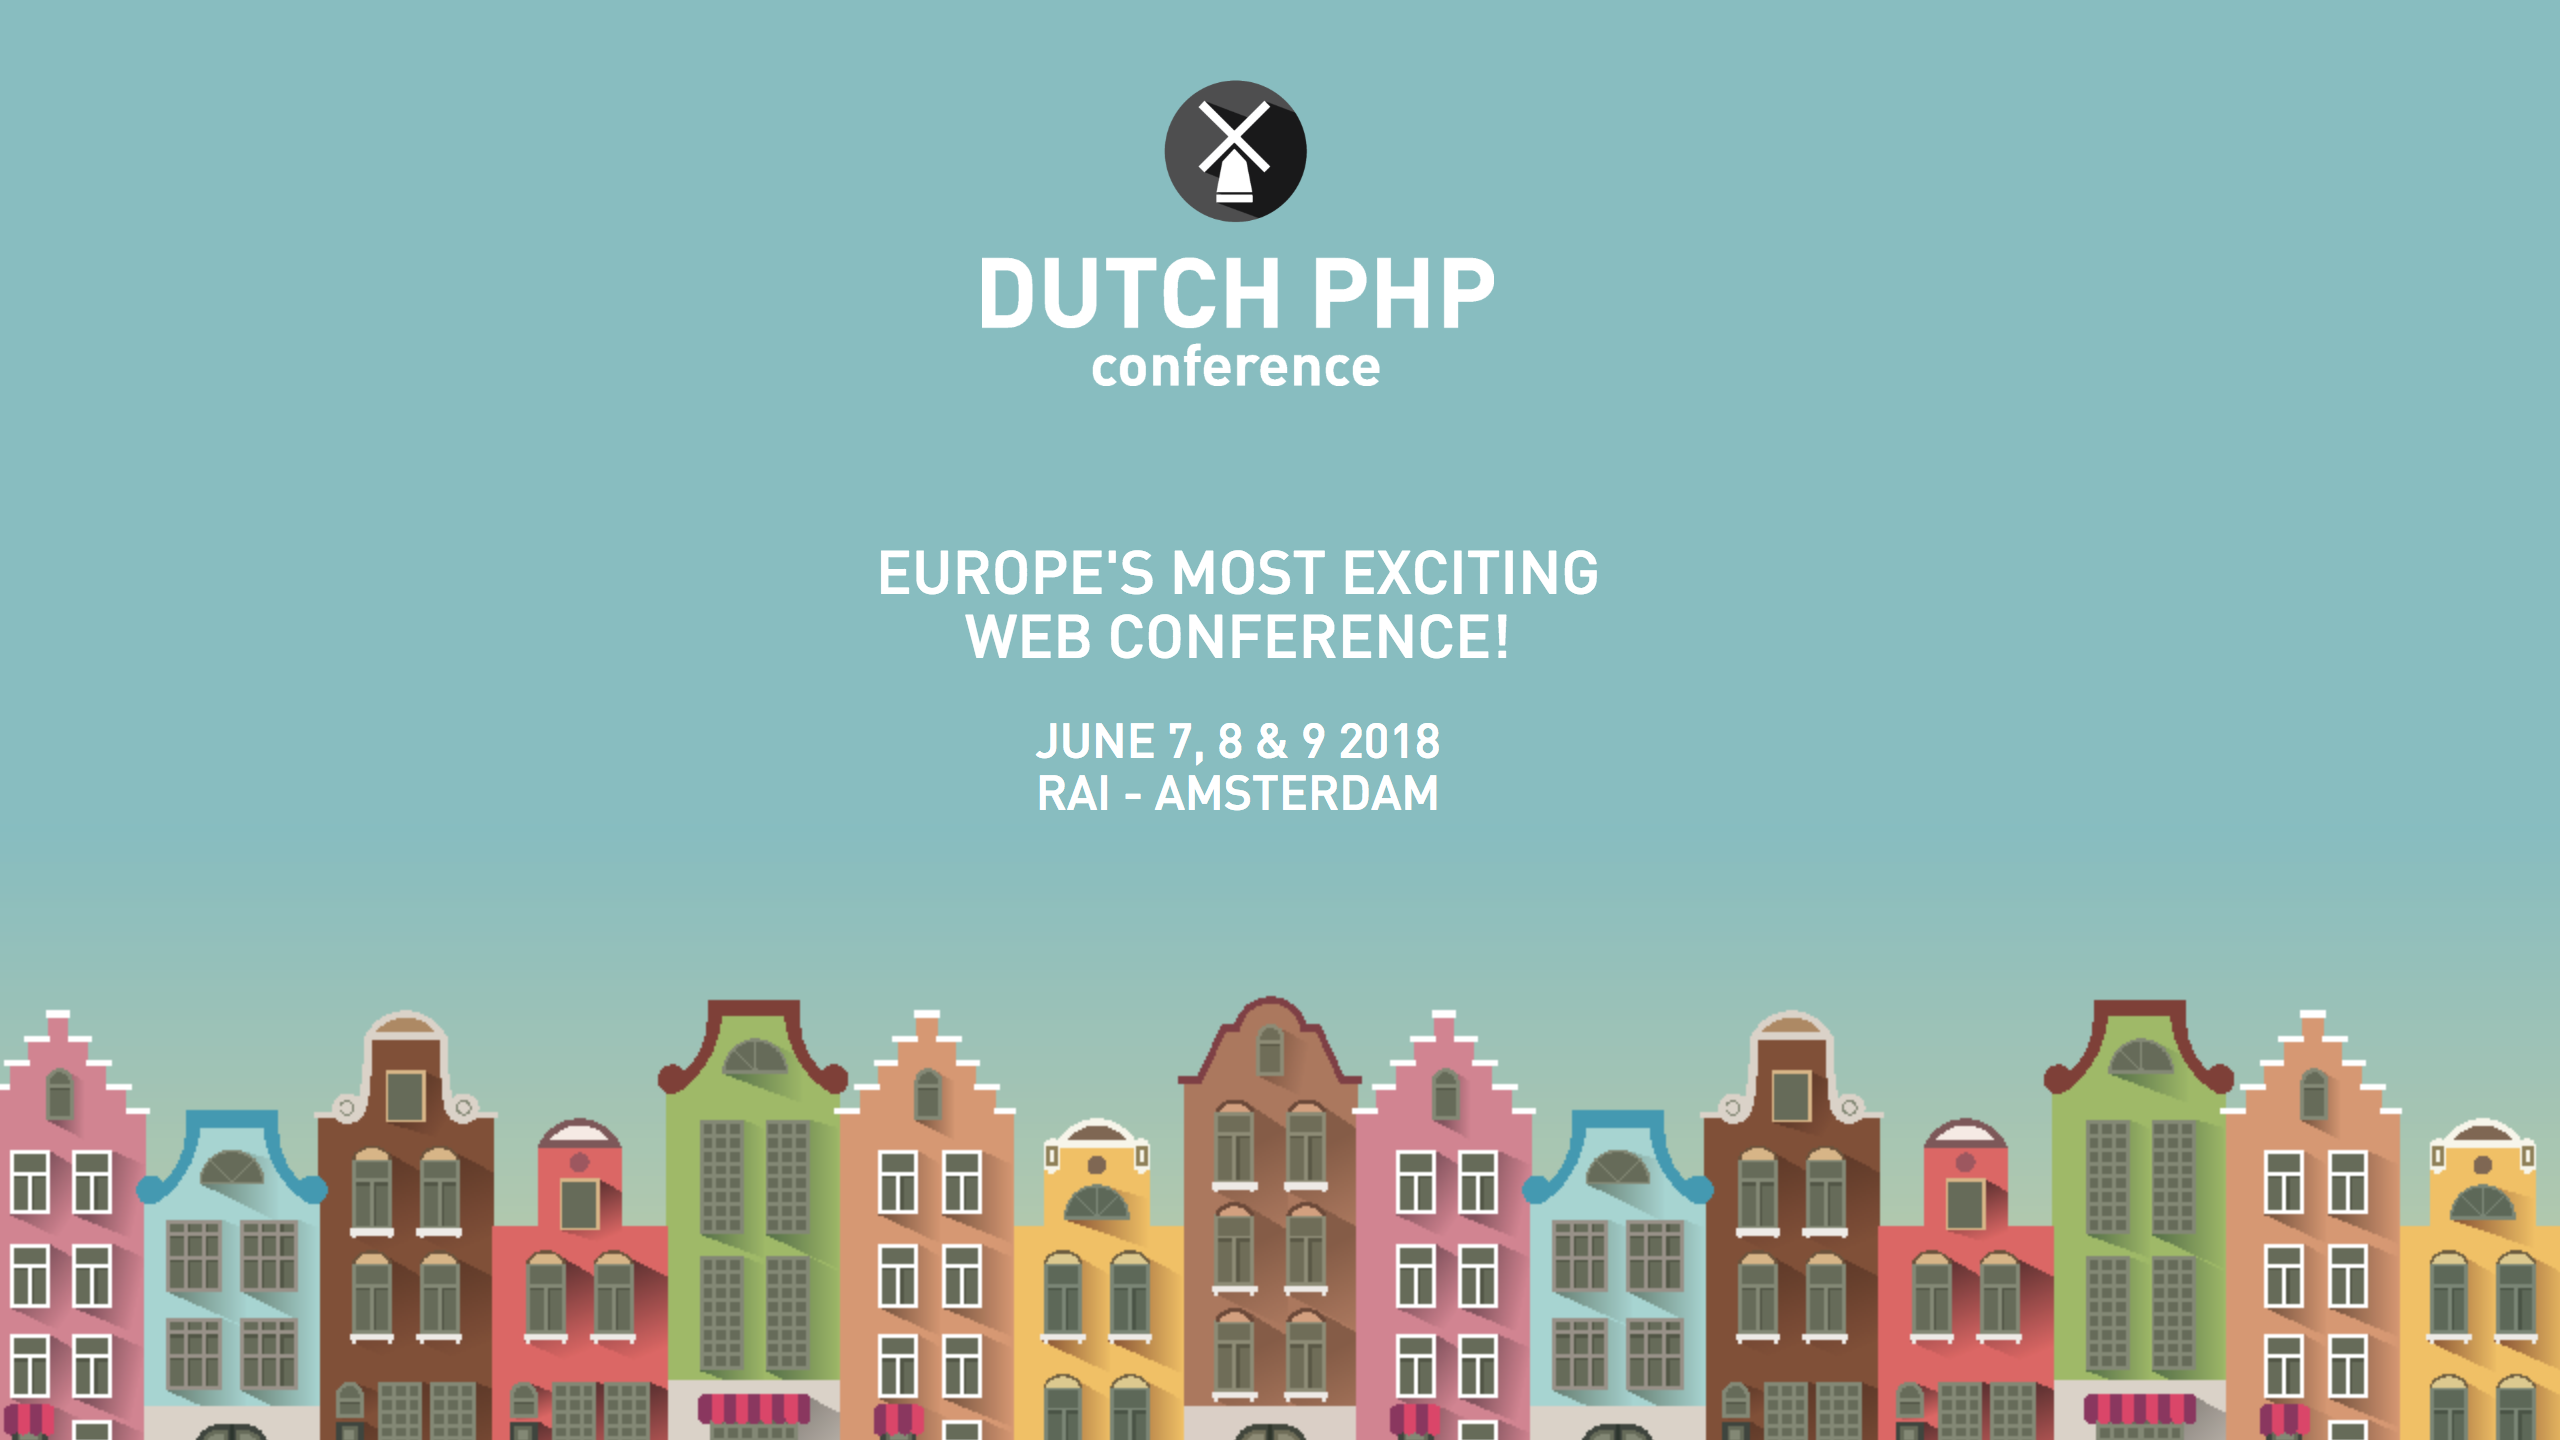 DUTCH PHP
conference
EUROPE'S MOST EXCITING
WEB CONFERENCE!
JUNE 7, 8 & 9 2018
RAI - AMSTERDAM